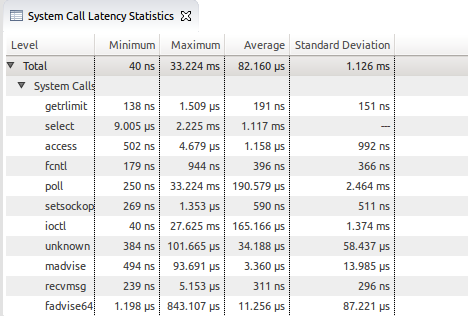 System Call Latency Statistics
Level Minimum Maximum Average Standard Deviation
Total 40 ns 33.224 ms 82.160 µs 1.126 ms
System Calls
getrlimit 138 ns 1.509 µs 191 ns 151 ns
select 9.005 µs 2.225 ms 1.117 ms ---
access 502 ns 4.679 µs 1.158 µs 992 ns
fcntl 179 ns 944 ns 396 ns 366 ns
poll 250 ns 33.224 ms 190.579 µs 2.464 ms
setsockop 269 ns 1.353 µs 590 ns 511 ns
ioctl 40 ns 27.625 ms 165.166 µs 1.374 ms
unknown 384 ns 101.665 µs 34.188 µs 58.437 µs
madvise 494 ns 93.691 µs 3.360 µs 13.985 µs
recvmsg 239 ns 5.153 µs 311 ns 296 ns
fadvise64 1.198 µs 843.107 µs 11.256 µs 87.221 µs